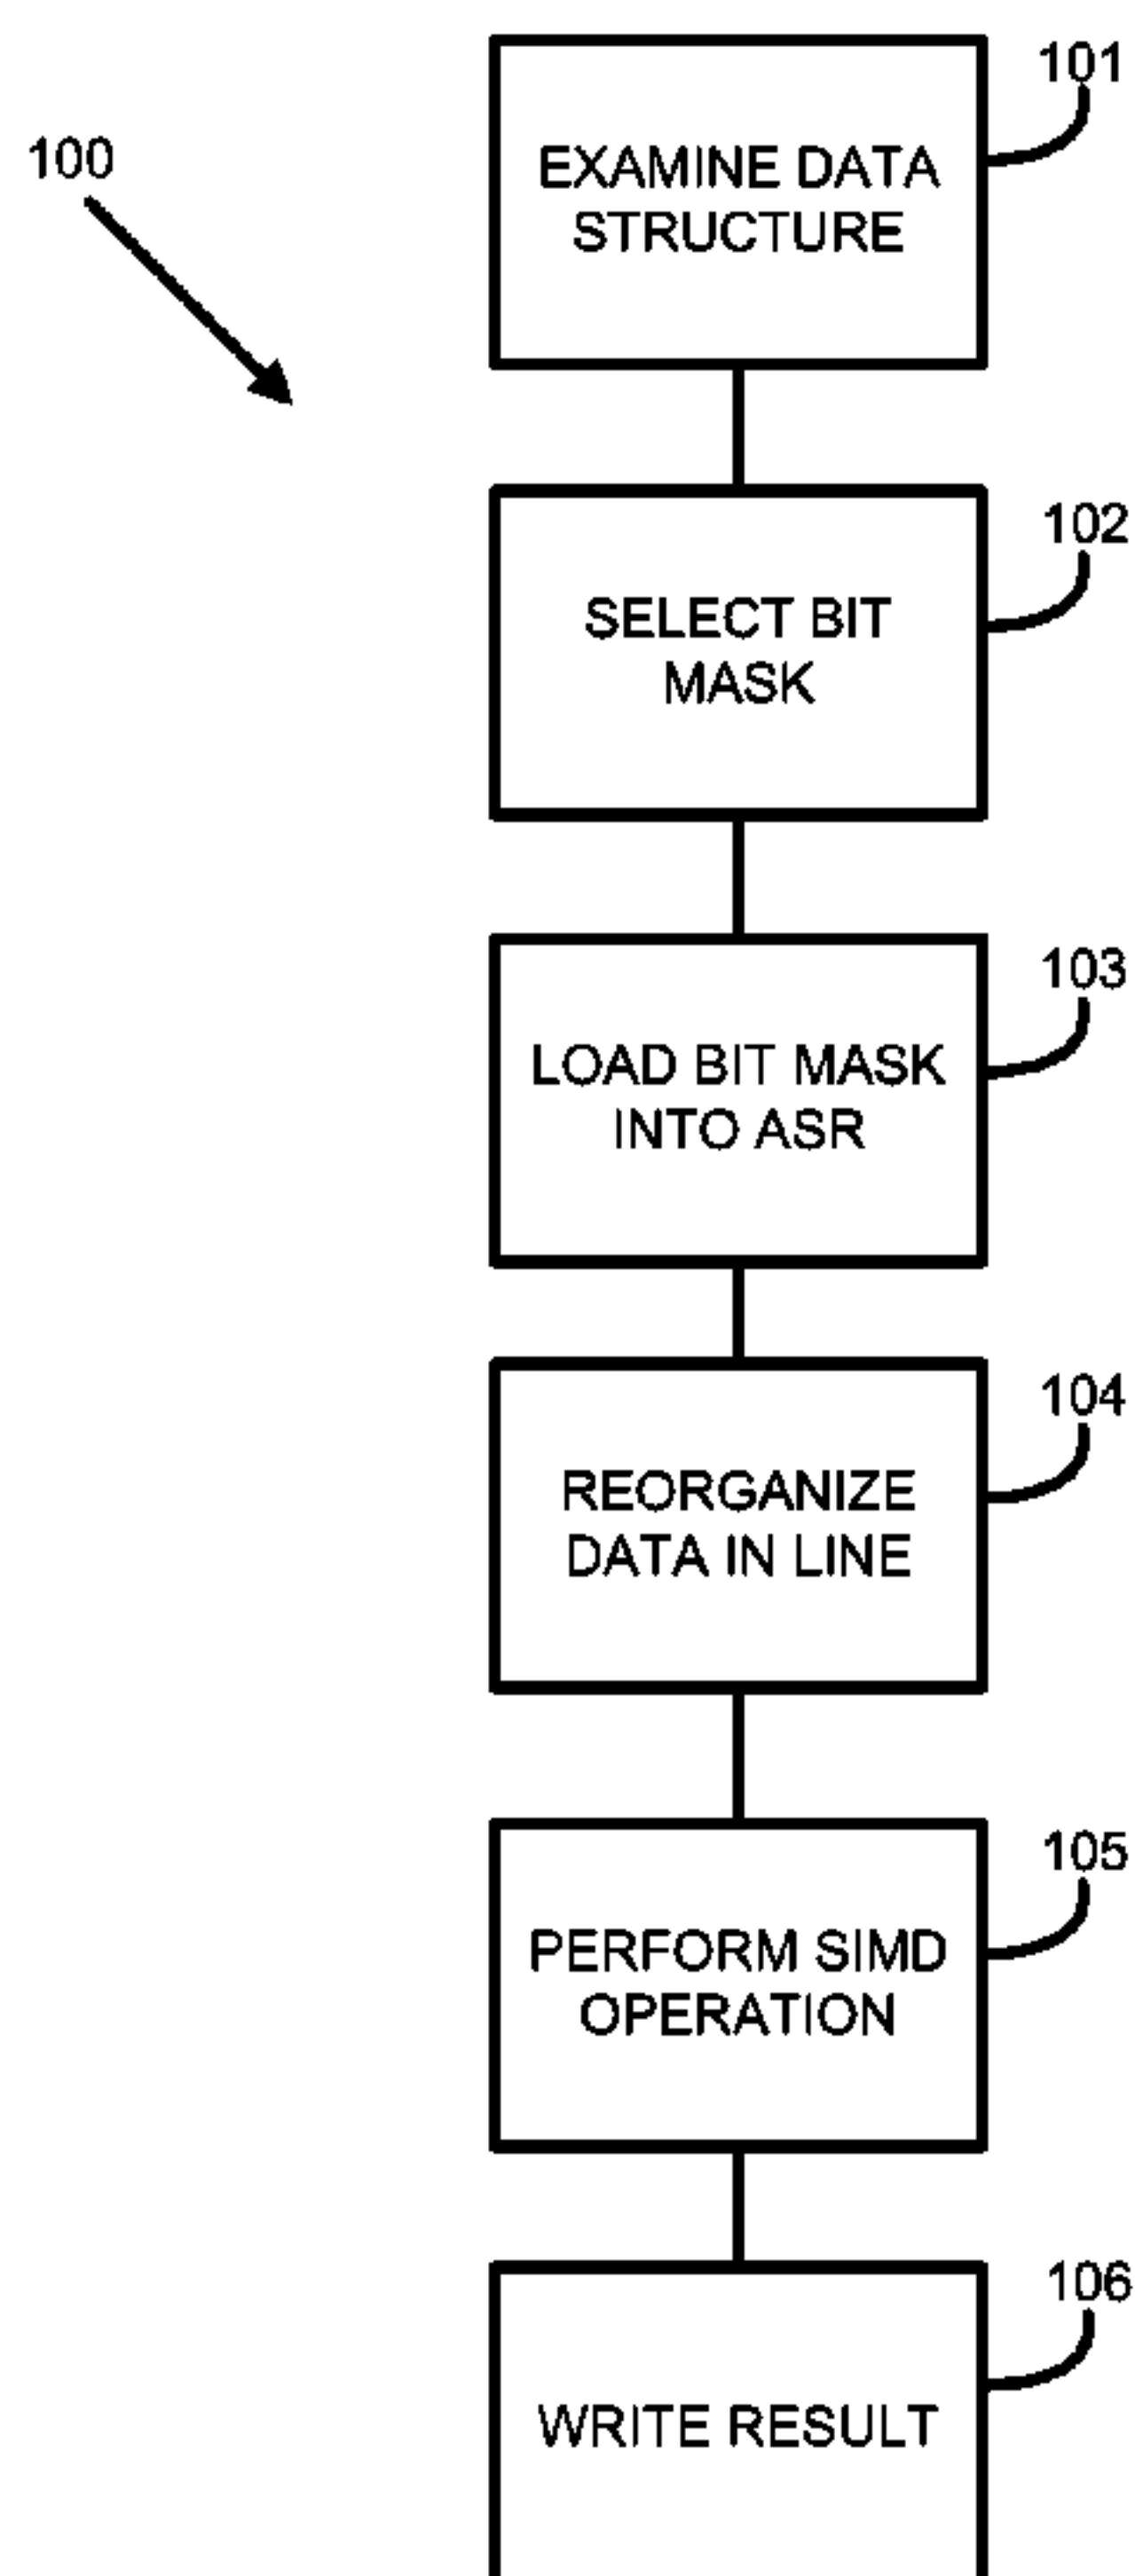 101
100
EXAMINE DATA
STRUCTURE
102
SELECT BIT
MASK
103
LOAD BIT MASK
INTO ASR
104
REORGANIZE
DATA IN LINE
105
PERFORM SIMD
OPERATION
106
WRITE RESULT